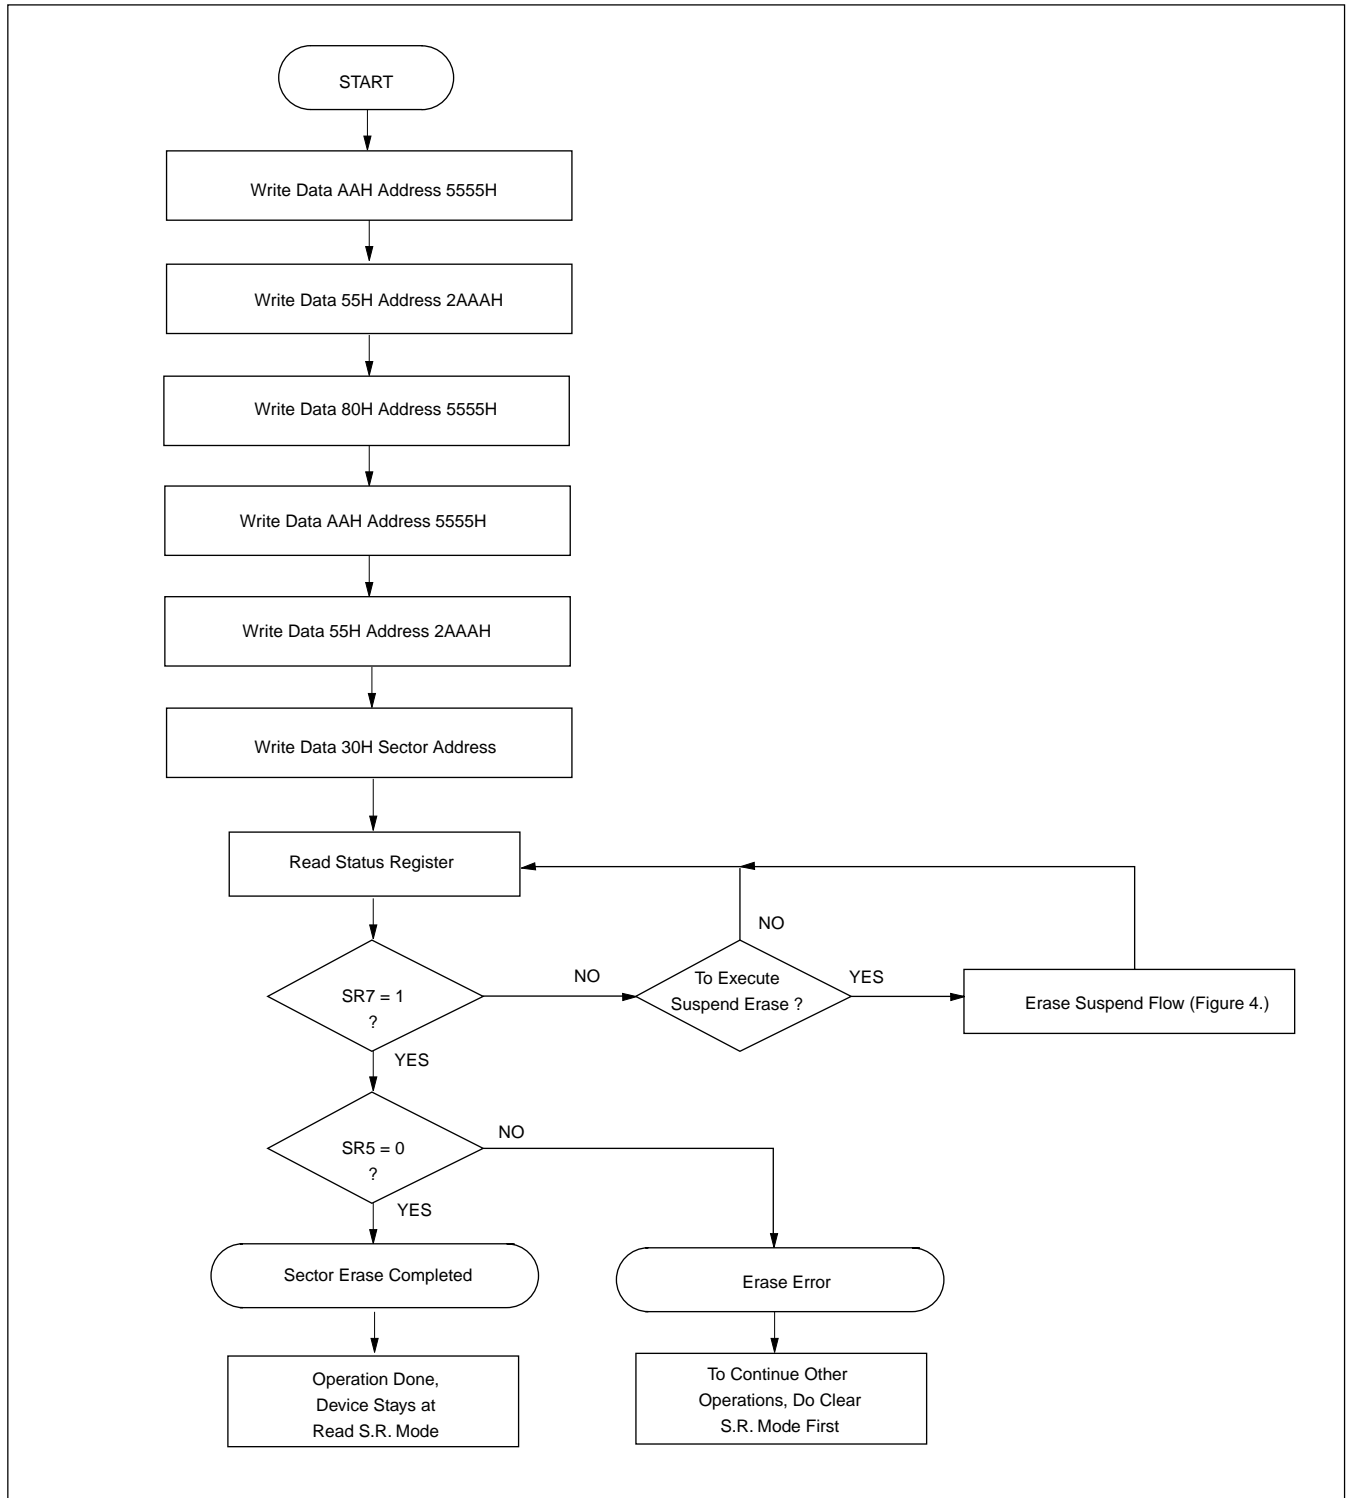 START
Write Data AAH Address 5555H
Write Data 55H Address 2AAAH
Write Data 80H Address 5555H
Write Data AAH Address 5555H
Write Data 55H Address 2AAAH
Write Data 30H Sector Address
Read Status Register
NO
SR7 = 1
?
NO
To Execute
Suspend Erase ?
YES
Erase Suspend Flow (Figure 4.)
YES
SR5 = 0
?
NO
YES
Sector Erase Completed
Erase Error
Operation Done,
Device Stays at
Read S.R. Mode
To Continue Other
Operations, Do Clear
S.R. Mode First